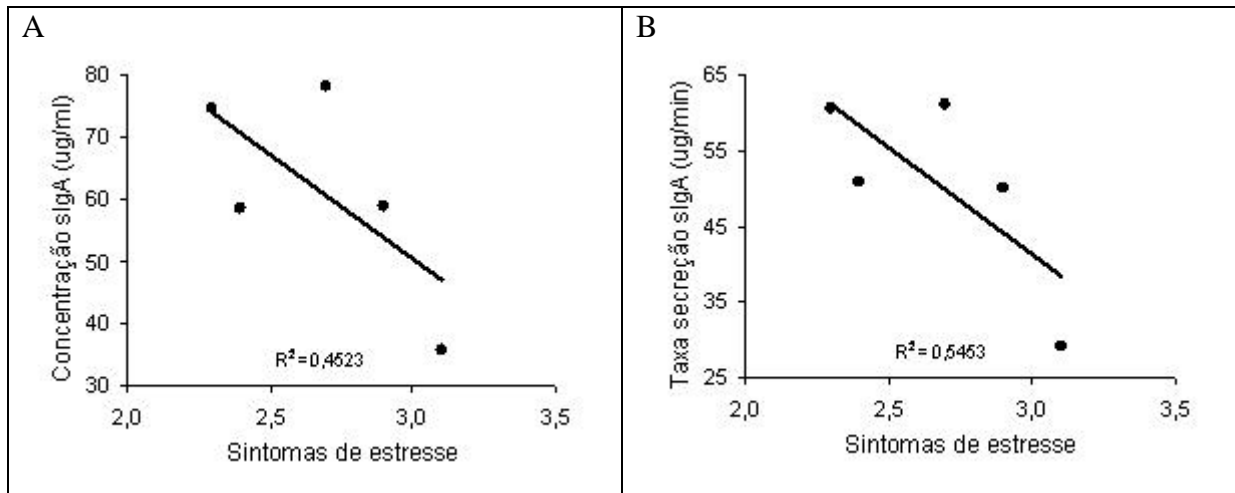 A
Concentração sIgA (ug/ml)
80
70
60
50
40
30
R² = 0,4523
2,0 2,5 3,0 3,5
Sintomas de estresse
B
Taxa secreção sIgA (ug/min)
65
55
45
35
25
R² = 0,5453
2,0 2,5 3,0 3,5
Sintomas de estresse